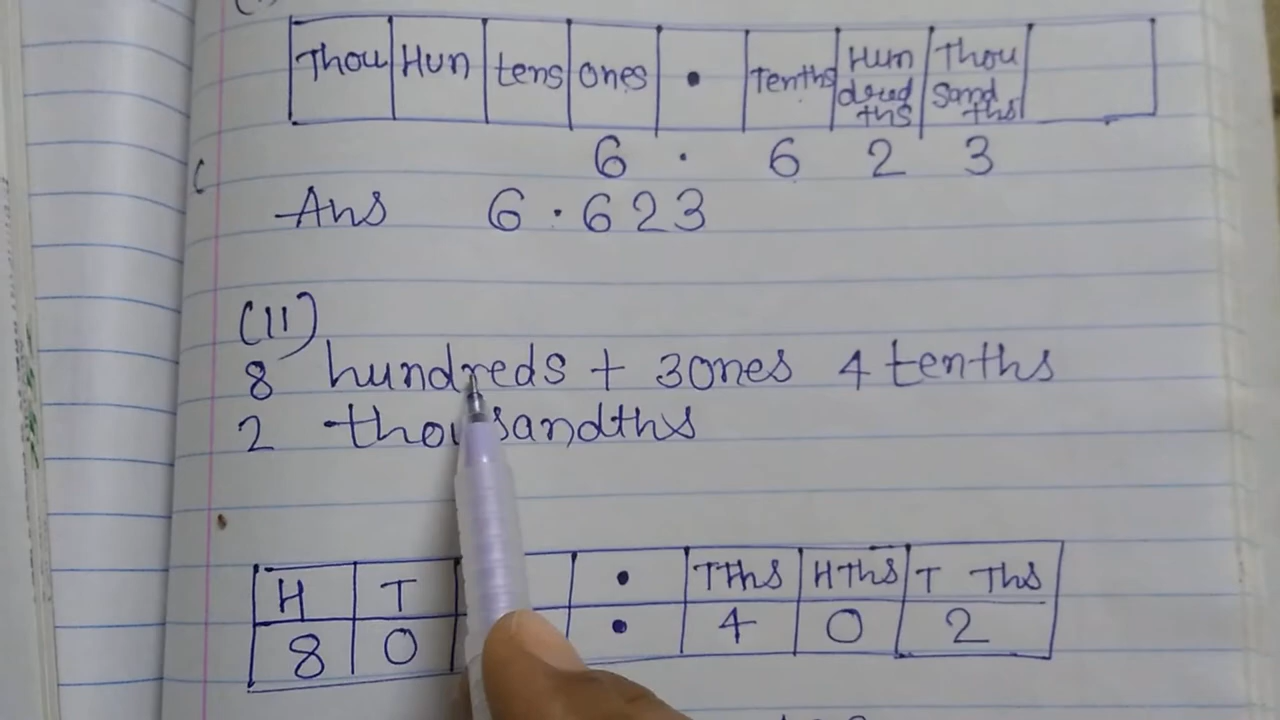 Thou Hun tens ones • Tenths Hun dred ths Thou sand ths
6 . 6 2 3
Ans 6.623
(11)
8 hundreds + 3ones 4 tenths
2 thousandths
H T • TThs HThs T Ths
8 0 • 4 0 2